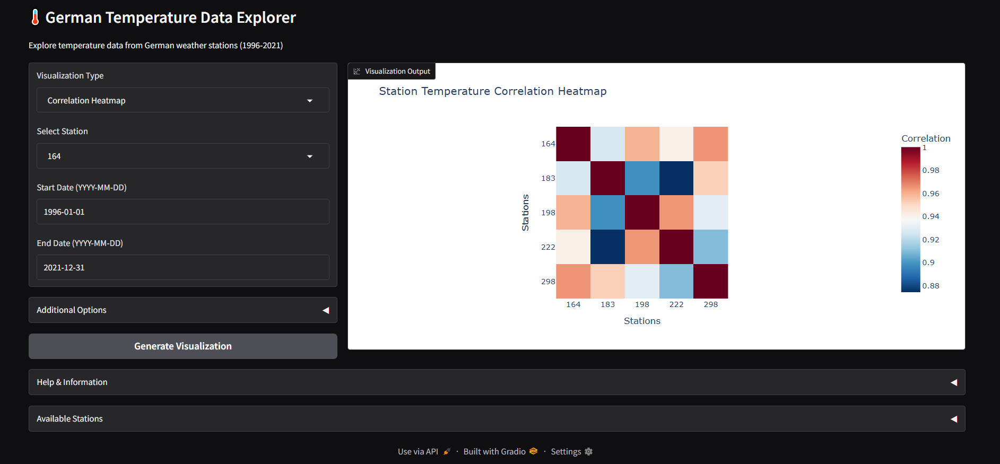 German Temperature Data Explorer
Explore temperature data from German weather stations (1996-2021)
Visualization Type
Correlation Heatmap
Select Station
164
Start Date (YYYY-MM-DD)
1996-01-01
End Date (YYYY-MM-DD)
2021-12-31
Additional Options
Generate Visualization
Visualization Output
Station Temperature Correlation Heatmap
Stations
164
183
198
222
298
164 183 198 222 298
Stations
Correlation
1
0.98
0.96
0.94
0.92
0.9
0.88
Help & Information
Available Stations
Use via API · Built with Gradio · Settings